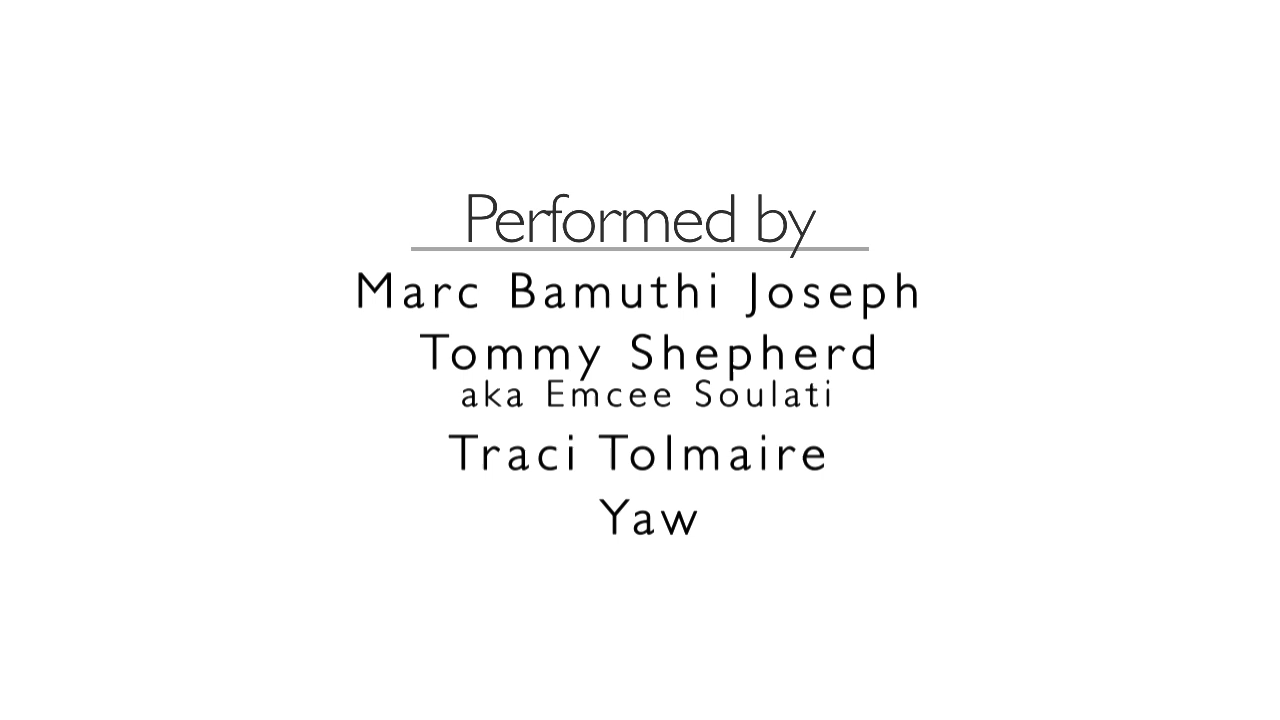 Performed by
Marc Bamuthi Joseph
Tommy Shepherd
aka Emcee Soulati
Traci Tolmaire
Yaw